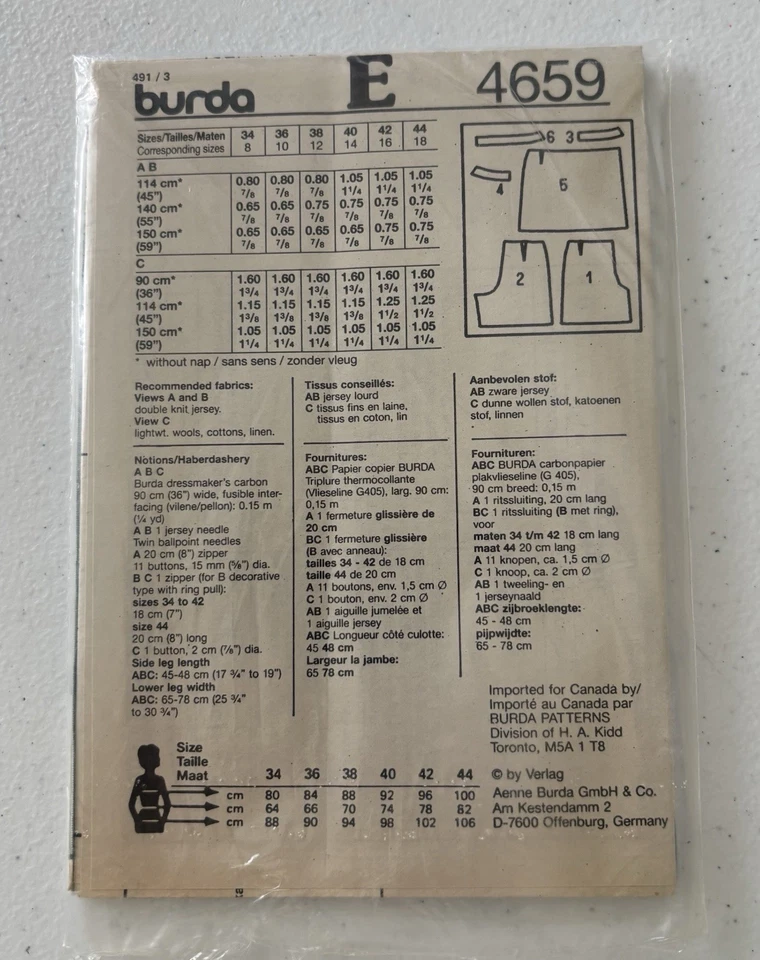 491 / 3
burda E 4659
Sizes/Tailles/Maten 34 36 38 40 42 44
Corresponding sizes 8 10 12 14 16 18
A B
114 cm* 0.80 0.80 0.80 1.05 1.05 1.05
(45") 7/8 7/8 7/8 1 1/4 1 1/4 1 1/4
140 cm* 0.65 0.65 0.75 0.75 0.75 0.75
(55") 7/8 7/8 7/8 7/8 7/8 7/8
150 cm* 0.65 0.65 0.65 0.65 0.75 0.75
(59") 7/8 7/8 7/8 7/8 7/8 7/8
C
90 cm* 1.60 1.60 1.60 1.60 1.60 1.60
(36") 1 3/4 1 3/4 1 3/4 1 3/4 1 3/4 1 3/4
114 cm* 1.15 1.15 1.15 1.15 1.25 1.25
(45") 1 3/8 1 3/8 1 3/8 1 3/8 1 1/2 1 1/2
150 cm* 1.05 1.05 1.05 1.05 1.05 1.05
(59") 1 1/4 1 1/4 1 1/4 1 1/4 1 1/4 1 1/4
* without nap / sans sens / zonder vleug
6 3
4 5
2 1
Recommended fabrics:
Views A and B
double knit jersey.
View C
lightwt. wools, cottons, linen.
Tissus conseillés:
AB jersey lourd
C tissus fins en laine,
tissus en coton, lin
Aanbevolen stof:
AB zware jersey
C dunne wollen stof, katoenen
stof, linnen
Notions/Haberdashery
A B C
Burda dressmaker's carbon
90 cm (36") wide, fusible inter-
facing (vilene/pellon): 0.15 m
(¼ yd)
A B 1 jersey needle
Twin ballpoint needles
A 20 cm (8") zipper
11 buttons, 15 mm (⅝") dia.
B C 1 zipper (for B decorative
type with ring pull):
sizes 34 to 42
18 cm (7")
size 44
20 cm (8") long
C 1 button, 2 cm (⅞") dia.
Side leg length
ABC: 45-48 cm (17 ¾" to 19")
Lower leg width
ABC: 65-78 cm (25 ¾"
to 30 ¾")
Fournitures:
ABC Papier copier BURDA
Triplure thermocollante
(Vlieseline G405), larg. 90 cm:
0,15 m
A 1 fermeture glissière de
20 cm
BC 1 fermeture glissière
(B avec anneau):
tailles 34 - 42 de 18 cm
taille 44 de 20 cm
A 11 boutons, env. 1,5 cm Ø
C 1 bouton, env. 2 cm Ø
AB 1 aiguille jumelée et
1 aiguille jersey
ABC Longueur côté culotte:
45 48 cm
Largeur la jambe:
65 78 cm
Fournituren:
ABC BURDA carbonpapier
plakvlieseline (G 405),
90 cm breed: 0,15 m
A 1 ritssluiting, 20 cm lang
BC 1 ritssluiting (B met ring),
voor
maten 34 t/m 42 18 cm lang
maat 44 20 cm lang
A 11 knopen, ca. 1,5 cm Ø
C 1 knoop, ca. 2 cm Ø
AB 1 tweeling- en
1 jerseynaald
ABC zijbroeklengte:
45 - 48 cm
pijpwijdte:
65 - 78 cm
Imported for Canada by/
Importé au Canada par
BURDA PATTERNS
Division of H. A. Kidd
Toronto, M5A 1 T8
Size
Taille
Maat 34 36 38 40 42 44
cm 80 84 88 92 96 100
cm 64 66 70 74 78 82
cm 88 90 94 98 102 106
© by Verlag
Aenne Burda GmbH & Co.
Am Kestendamm 2
D-7600 Offenburg, Germany